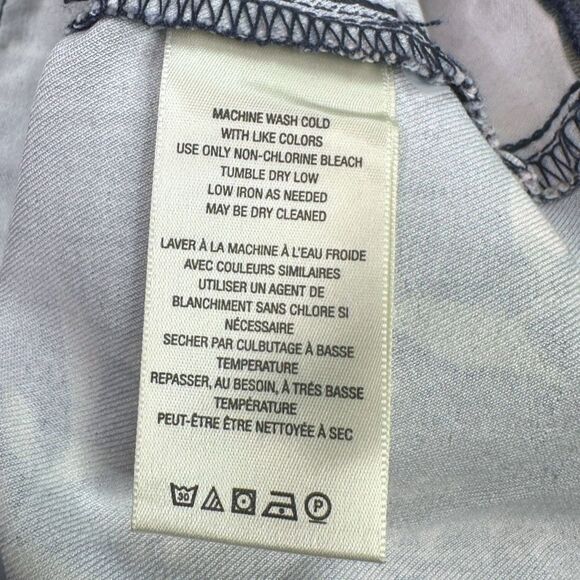 MACHINE WASH COLD
WITH LIKE COLORS
USE ONLY NON-CHLORINE BLEACH
TUMBLE DRY LOW
LOW IRON AS NEEDED
MAY BE DRY CLEANED
LAVER À LA MACHINE À L'EAU FROIDE
AVEC COULEURS SIMILAIRES
UTILISER UN AGENT DE
BLANCHIMENT SANS CHLORE SI
NÉCESSAIRE
SECHER PAR CULBUTAGE À BASSE
TEMPERATURE
REPASSER, AU BESOIN, À TRÉS BASSE
TEMPÉRATURE
PEUT-ÊTRE ÊTRE NETTOYÉE À SEC
30 P